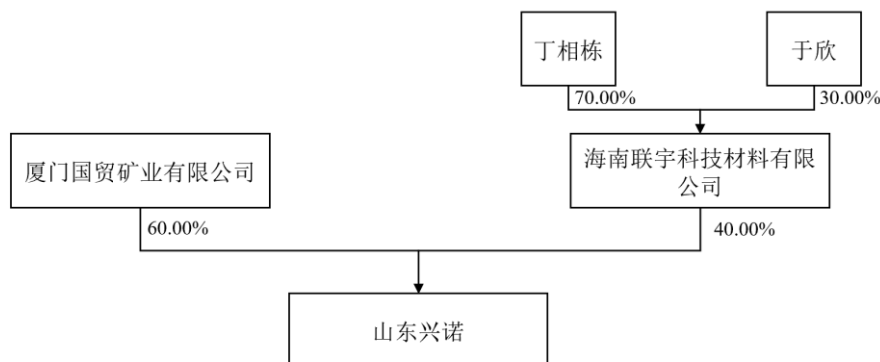 丁相栋
于欣
70.00%
30.00%
厦门国贸矿业有限公司
海南联宇科技材料有限
公司
60.00%
40.00%
山东兴诺